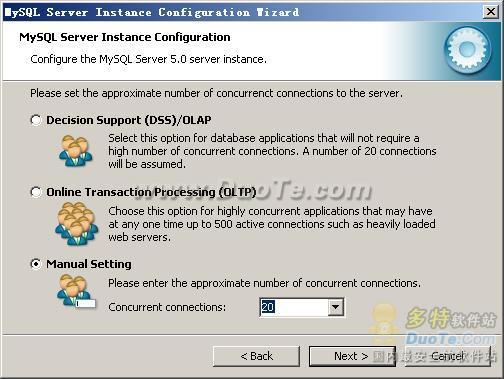 MySQL Server Instance Configuration Wizard
MySQL Server Instance Configuration
Configure the MySQL Server 5.0 server instance.
Please set the approximate number of concurrenct connections to the server.
Decision Support (DSS)/OLAP
Select this option for database applications that will not require a
high number of concurrent connections. A number of 20 connections
will be assumed.
www.DuoTe.com
Online Transaction Processing (OLTP)
Choose this option for highly concurrent applications that may have
at any one time up to 500 active connections such as heavily loaded
web servers.
Manual Setting
Please enter the approximate number of concurrent connections.
Concurrent connections: 20
多特软件站
DuoTe.com
国内最安全的软件站
< Back Next > Cancel